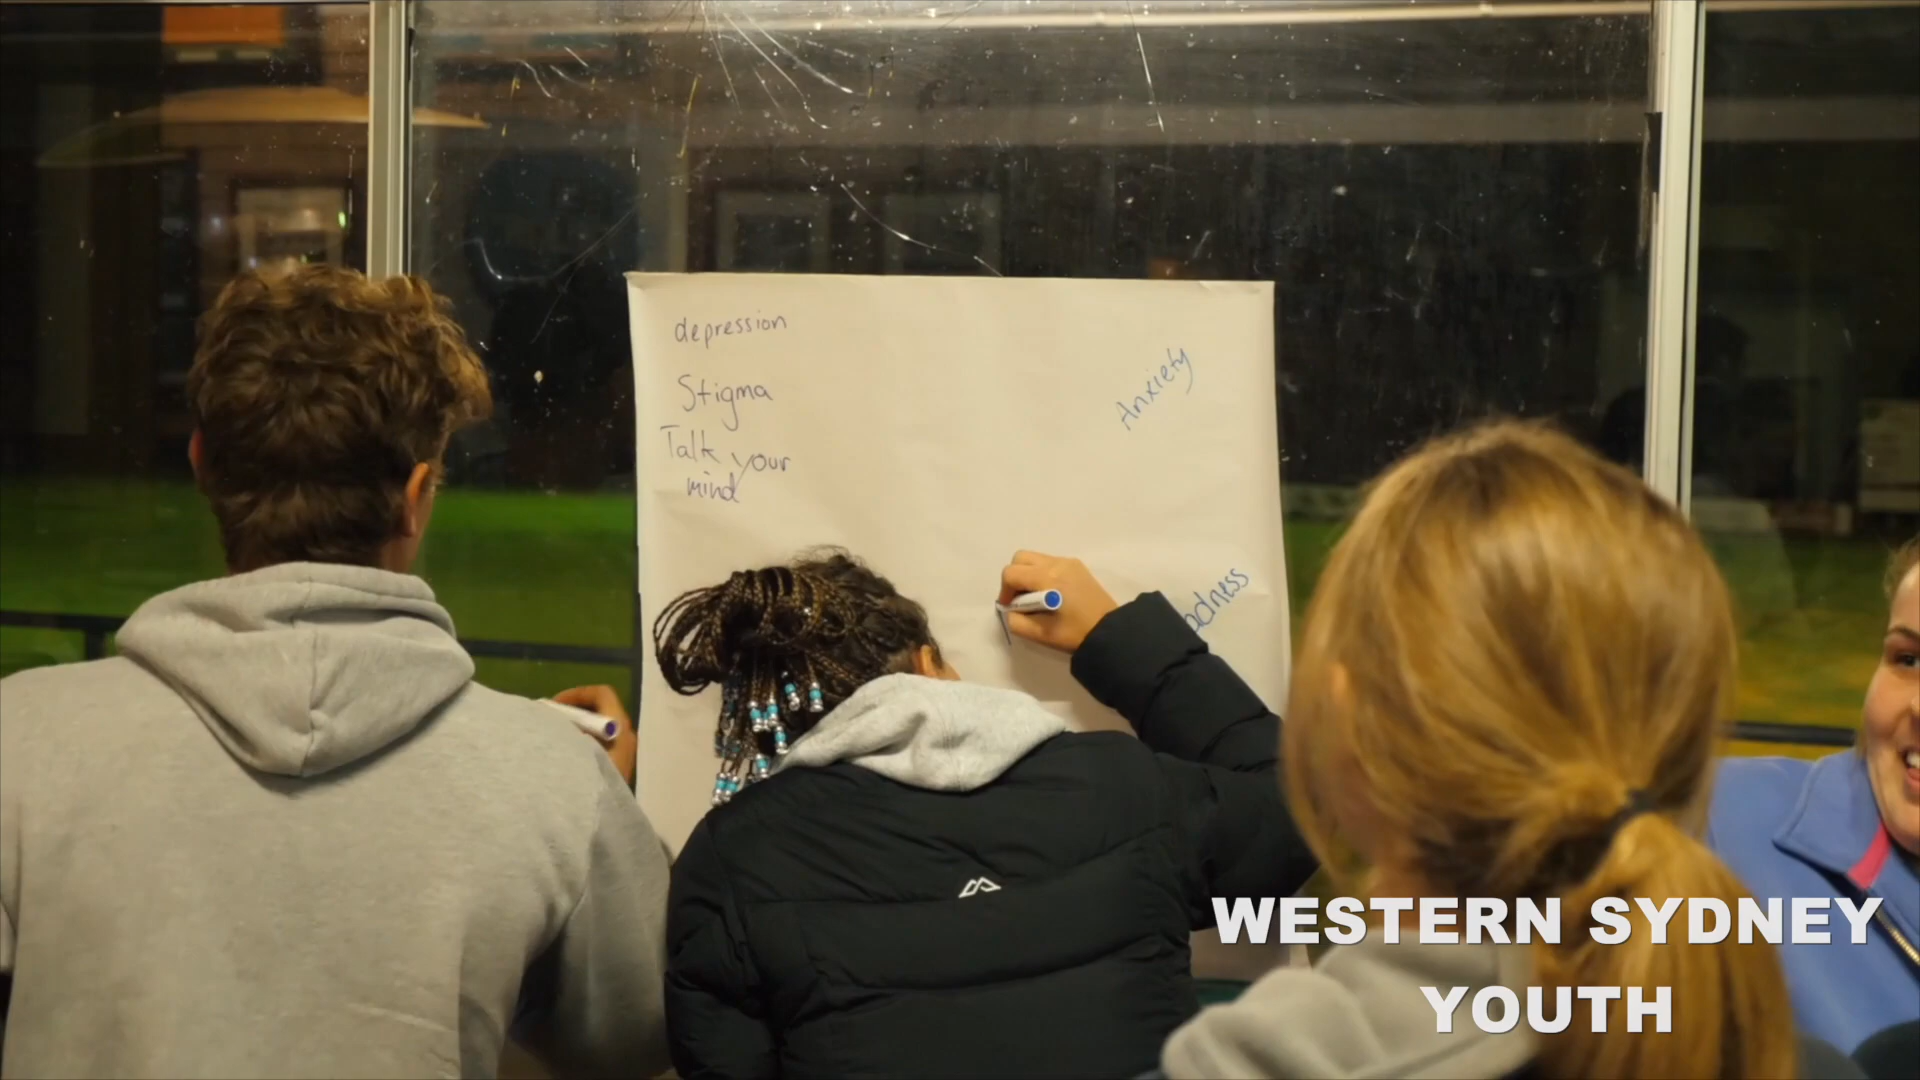 depression
Stigma
Talk your
mind
Anxiety
WESTERN SYDNEY
YOUTH